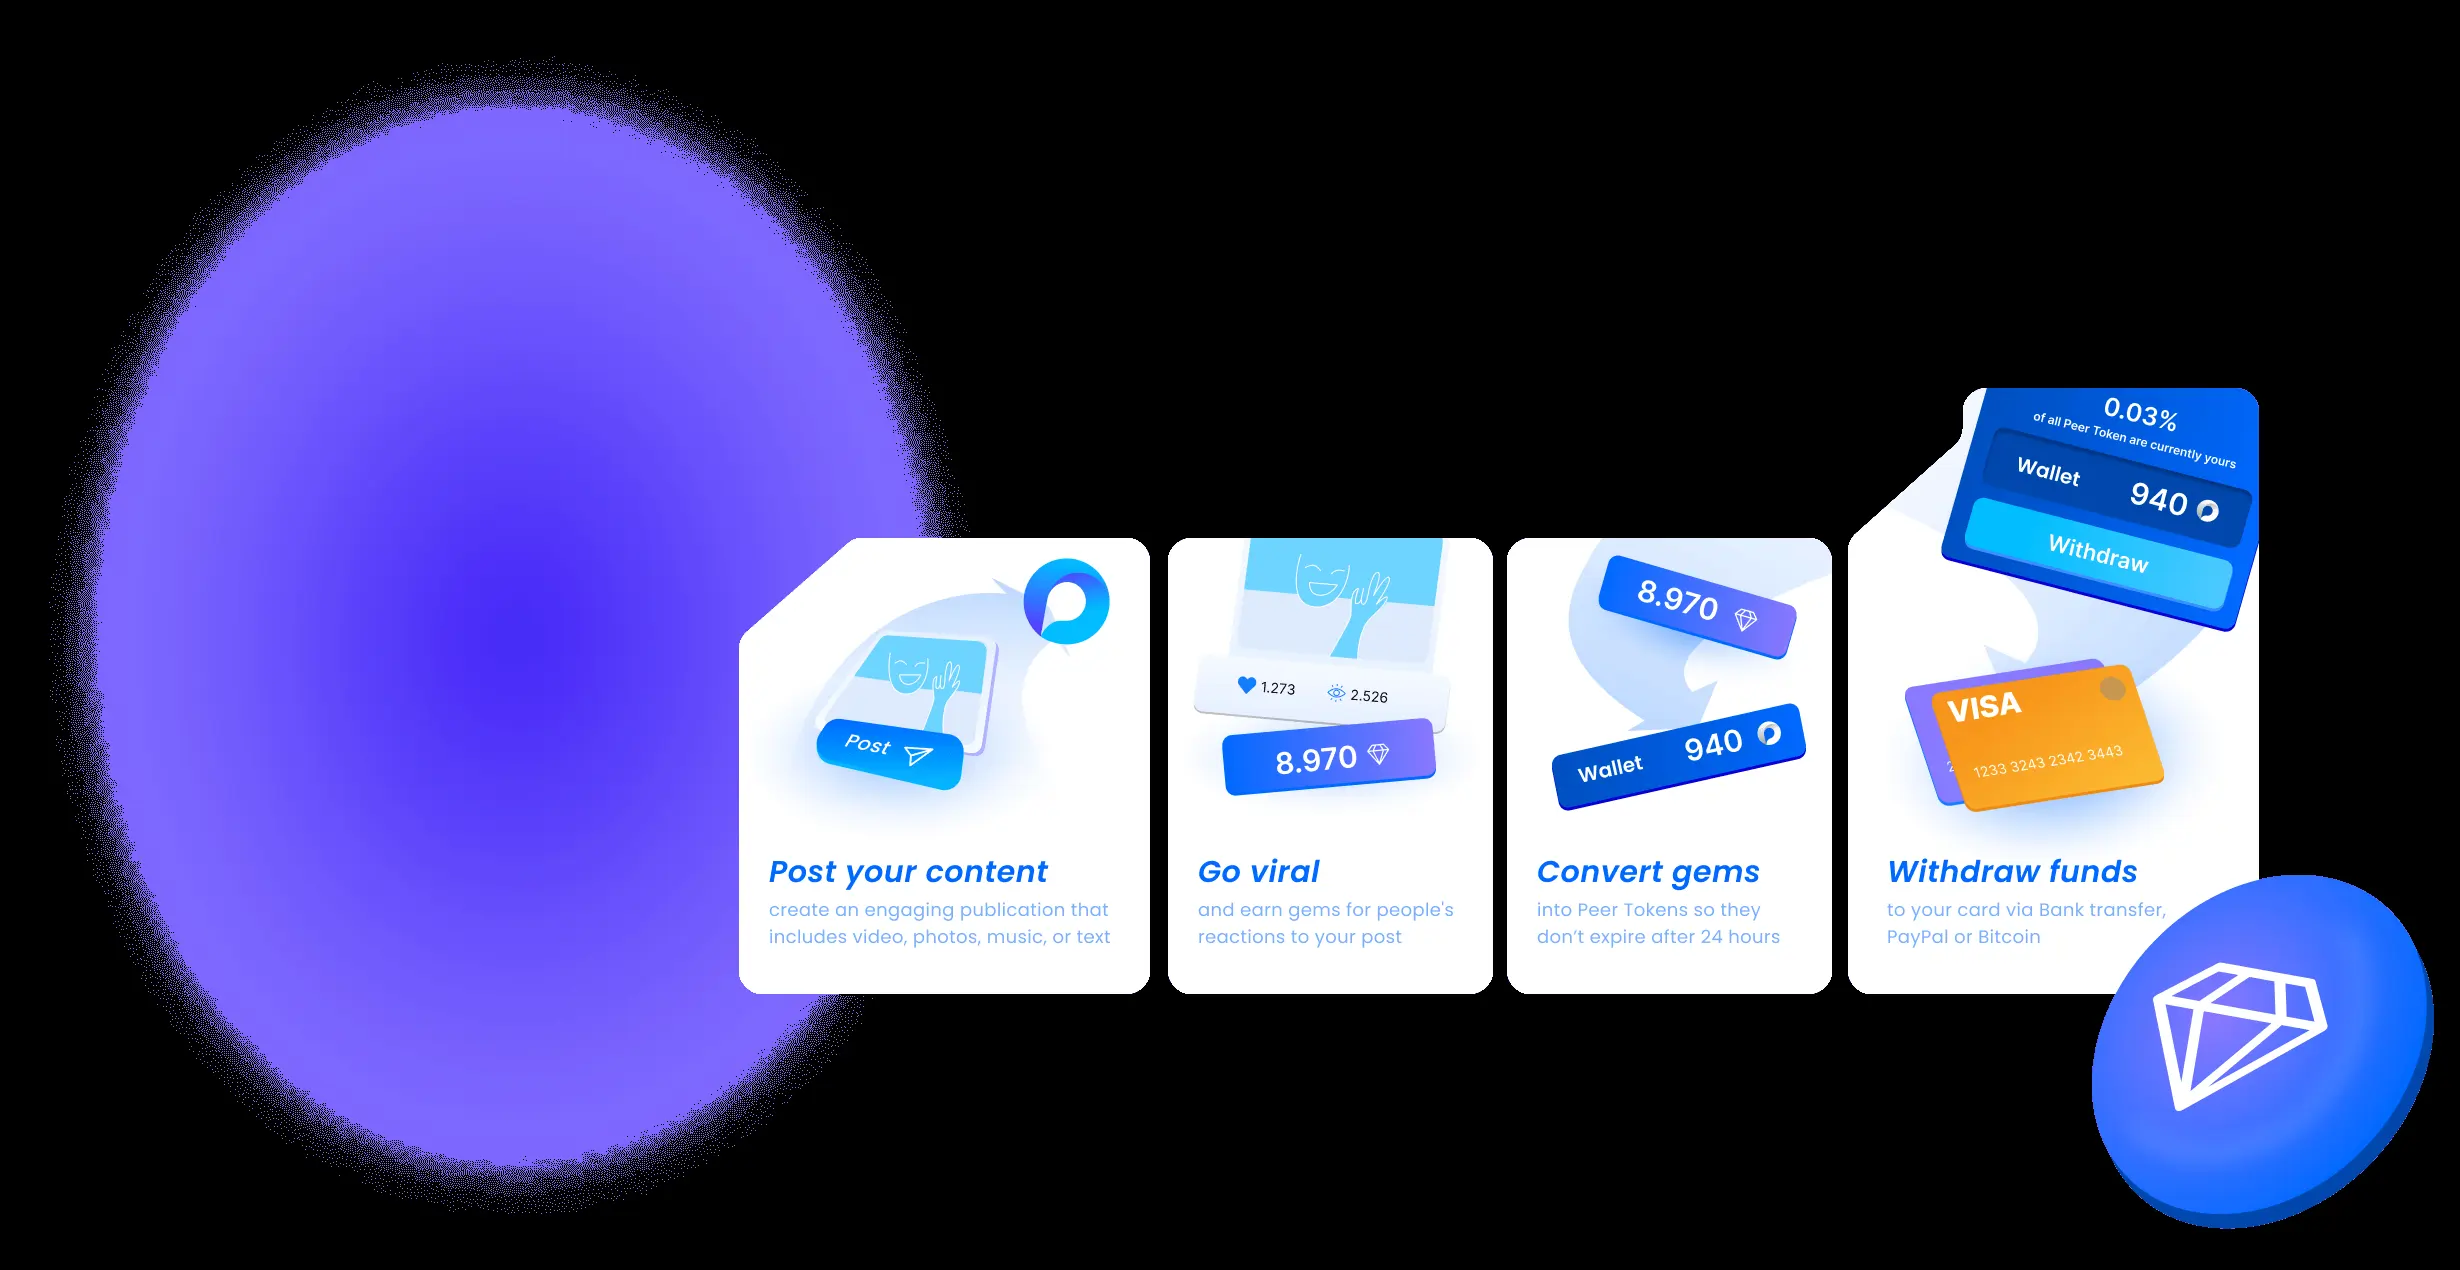 Post
Post your content
create an engaging publication that
includes video, photos, music, or text
1.273
2.526
8.970
Go viral
and earn gems for people's
reactions to your post
8.970
Wallet 940
Convert gems
into Peer Tokens so they
don’t expire after 24 hours
0.03%
of all Peer Token are currently yours
Wallet 940
Withdraw
VISA
2
1233 3243 2342 3443
Withdraw funds
to your card via Bank transfer,
PayPal or Bitcoin